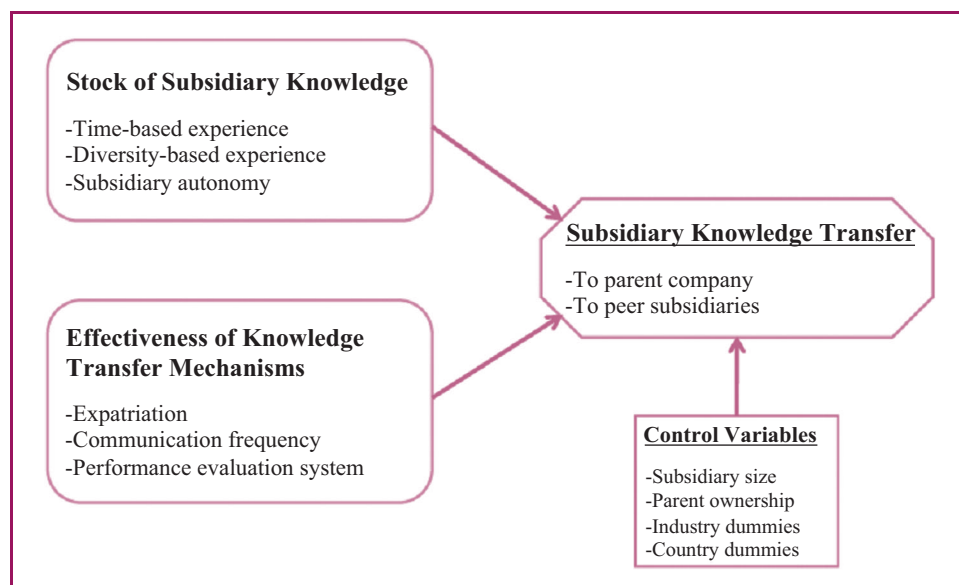 Stock of Subsidiary Knowledge
-Time-based experience
-Diversity-based experience
-Subsidiary autonomy
Effectiveness of Knowledge
Transfer Mechanisms
-Expatriation
-Communication frequency
-Performance evaluation system
Subsidiary Knowledge Transfer
-To parent company
-To peer subsidiaries
Control Variables
-Subsidiary size
-Parent ownership
-Industry dummies
-Country dummies